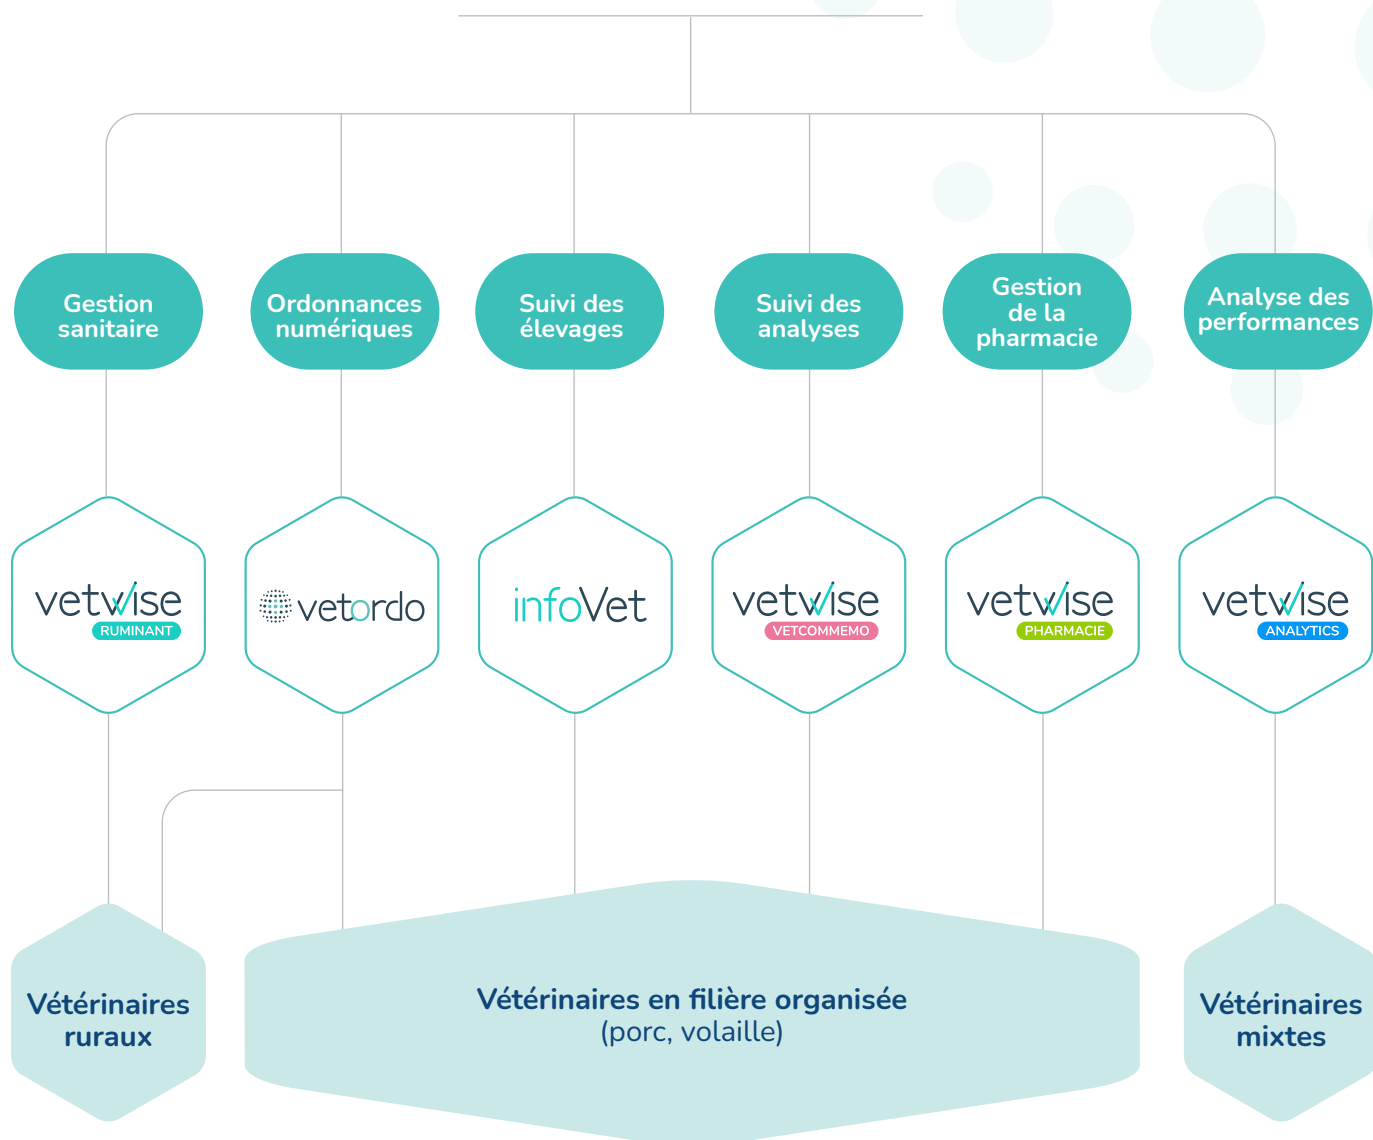 Gestion
sanitaire
Ordonnances
numériques
Suivi des
élevages
Suivi des
analyses
Gestion
de la
pharmacie
Analyse des
performances
vetwise
RUMINANT
vetordo
infoVet
vetwise
VETCOMMEMO
vetwise
PHARMACIE
vetwise
ANALYTICS
Vétérinaires
ruraux
Vétérinaires en filière organisée
(porc, volaille)
Vétérinaires
mixtes